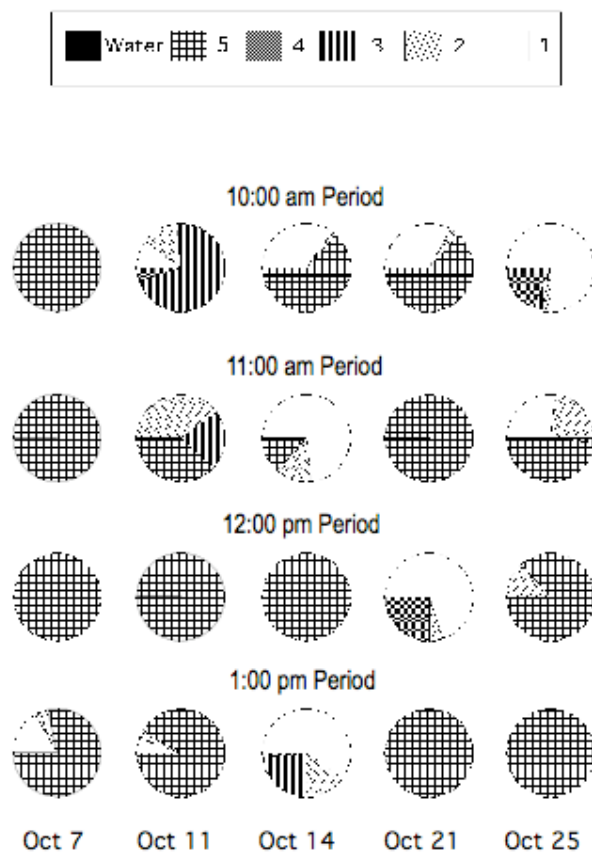 Water 5 4 3 2 1
10:00 am Period
11:00 am Period
12:00 pm Period
1:00 pm Period
Oct 7 Oct 11 Oct 14 Oct 21 Oct 25